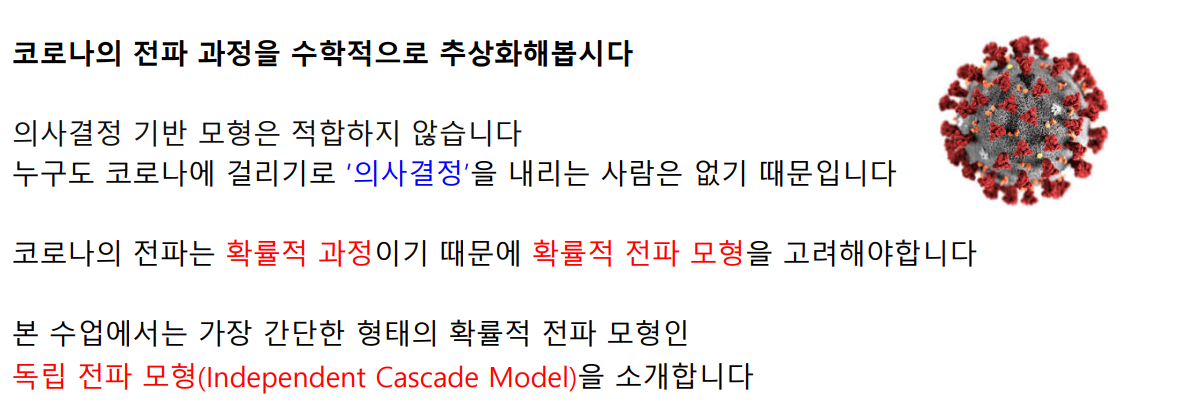 코로나의 전파 과정을 수학적으로 추상화해봅시다
의사결정 기반 모형은 적합하지 않습니다
누구도 코로나에 걸리기로 '의사결정'을 내리는 사람은 없기 때문입니다
코로나의 전파는 확률적 과정이기 때문에 확률적 전파 모형을 고려해야합니다
본 수업에서는 가장 간단한 형태의 확률적 전파 모형인
독립 전파 모형(Independent Cascade Model)을 소개합니다